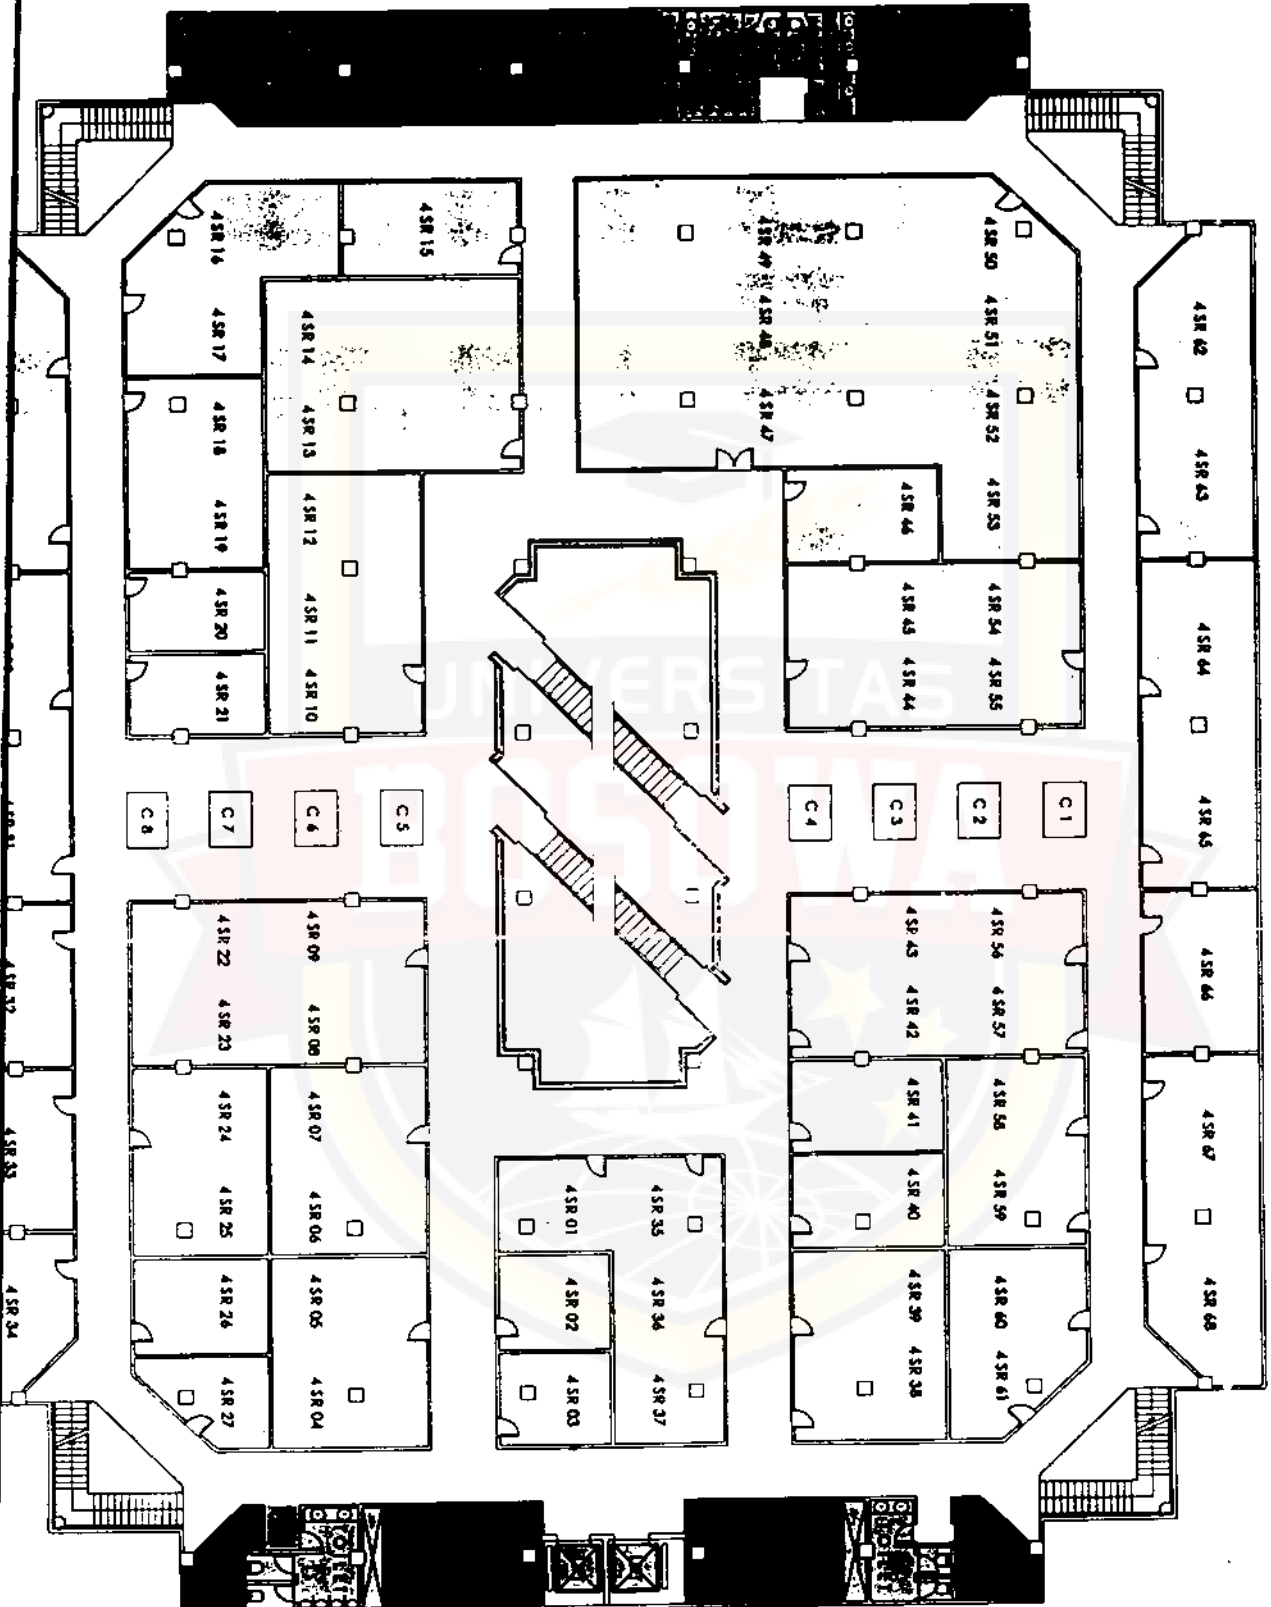 4 SR 16
4 SR 15
4 SR 49
4 SR 50
4 SR 17
4 SR 14
4 SR 48
4 SR 51
4 SR 62
4 SR 18
4 SR 13
4 SR 47
4 SR 52
4 SR 63
4 SR 19
4 SR 12
4 SR 46
4 SR 53
4 SR 20
4 SR 11
4 SR 45
4 SR 54
4 SR 64
UNIVERSITAS
4 SR 21
4 SR 10
4 SR 44
4 SR 55
BOSOWA
C 8
C 7
C 6
C 5
C 4
C 3
C 2
C 1
4 SR 65
4 SR 22
4 SR 09
4 SR 43
4 SR 56
4 SR 66
4 SR 23
4 SR 08
4 SR 42
4 SR 57
4 SR 33
4 SR 24
4 SR 07
4 SR 41
4 SR 58
4 SR 67
4 SR 25
4 SR 06
4 SR 01
4 SR 35
4 SR 40
4 SR 59
4 SR 34
4 SR 26
4 SR 05
4 SR 02
4 SR 36
4 SR 39
4 SR 60
4 SR 68
4 SR 27
4 SR 04
4 SR 03
4 SR 37
4 SR 38
4 SR 61